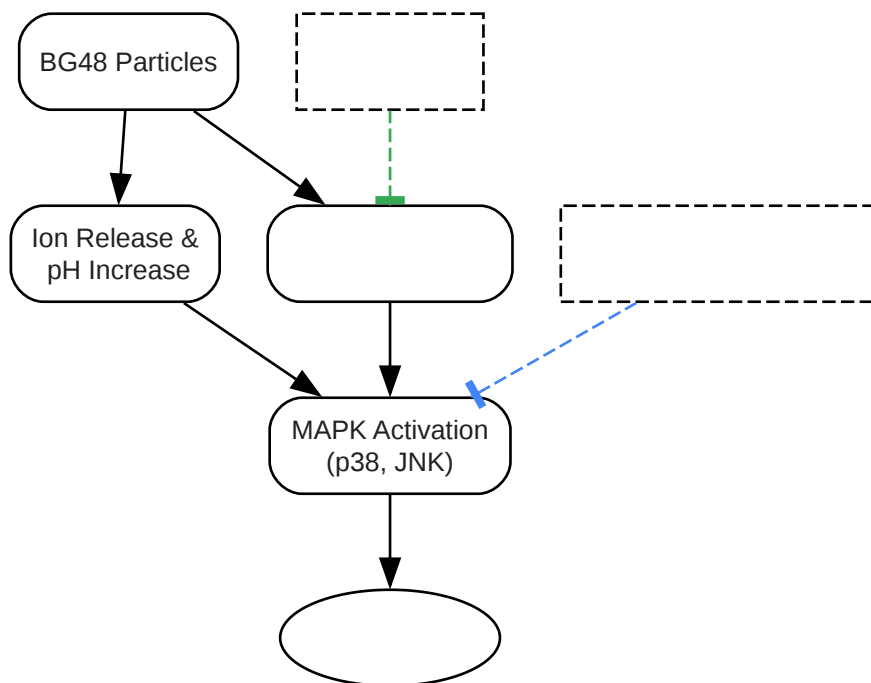 BG48 Particles
Ion Release &
pH Increase
MAPK Activation
(p38, JNK)